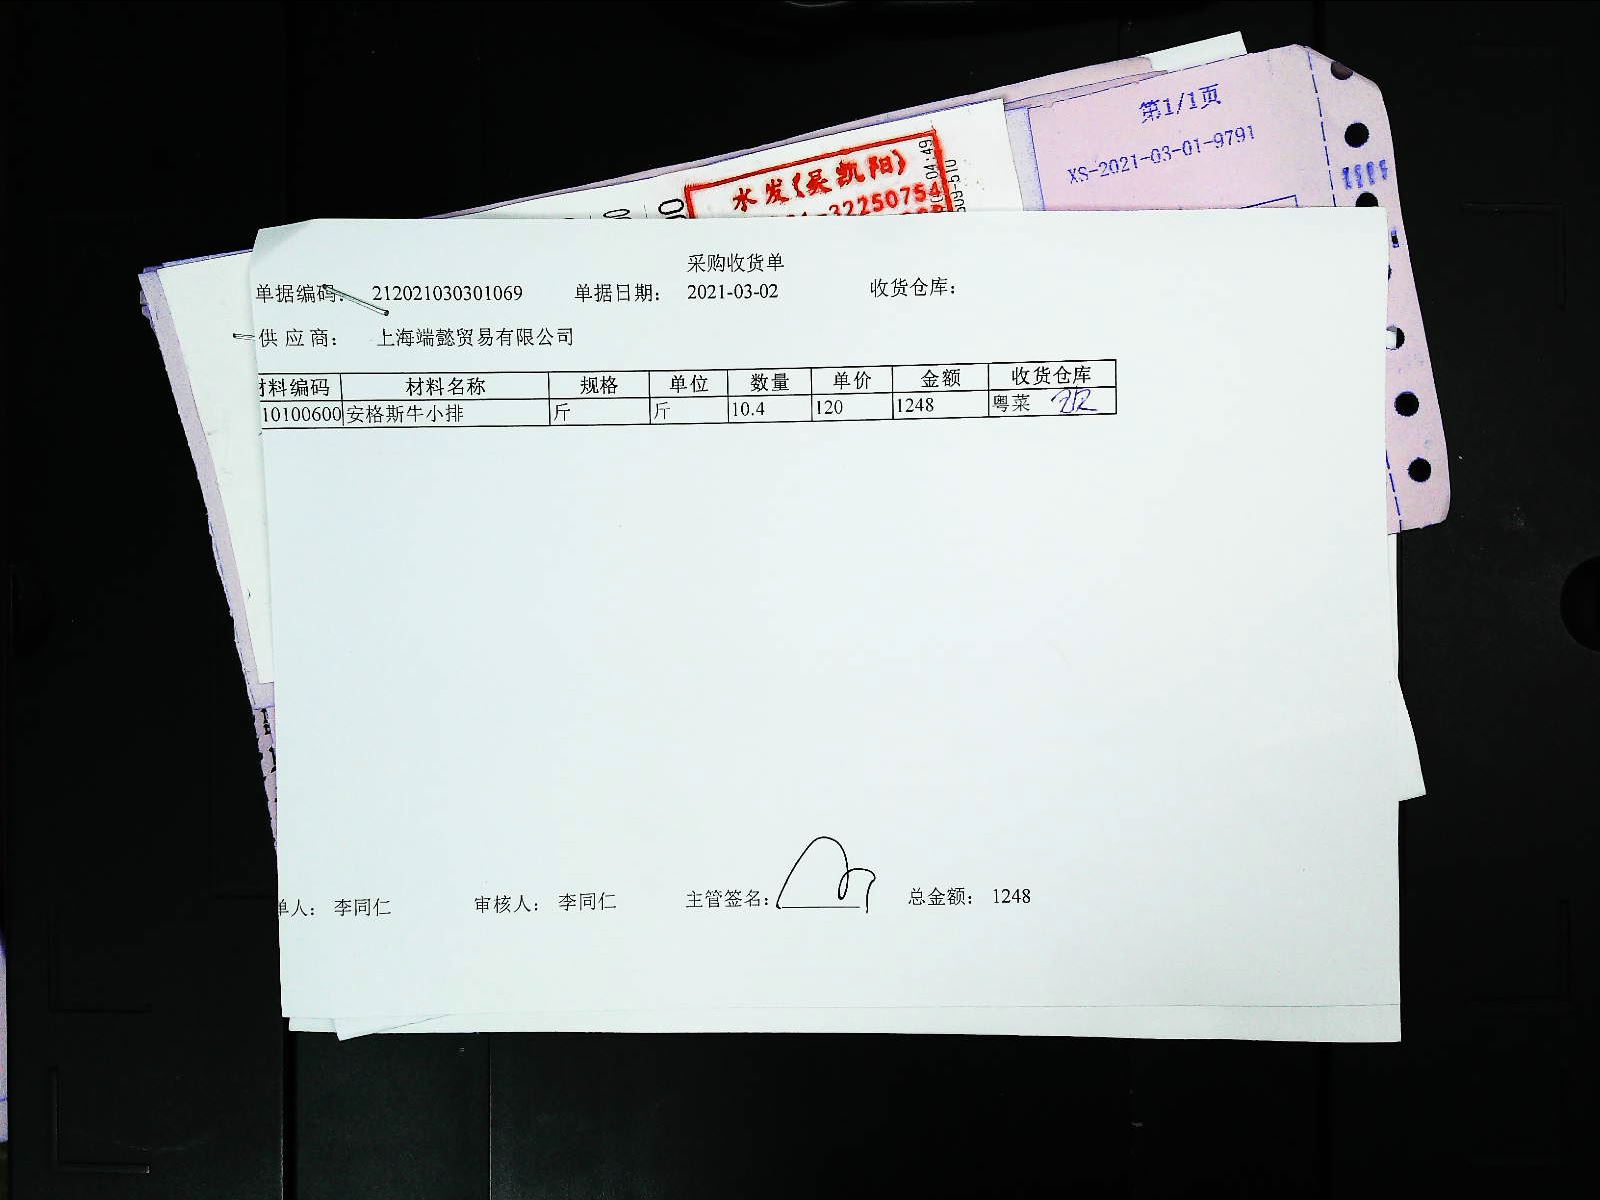 第1/1页
XS-2021-03-01-9791
水发(吴凯阳)
32250754
采购收货单
单据编码: 212021030301069 单据日期: 2021-03-02 收货仓库:
供应商: 上海端懿贸易有限公司
材料编码 材料名称 规格 单位 数量 单价 金额 收货仓库
10100600 安格斯牛小排 斤 斤 10.4 120 1248 粤菜
单人: 李同仁 审核人: 李同仁 主管签名: 总金额: 1248